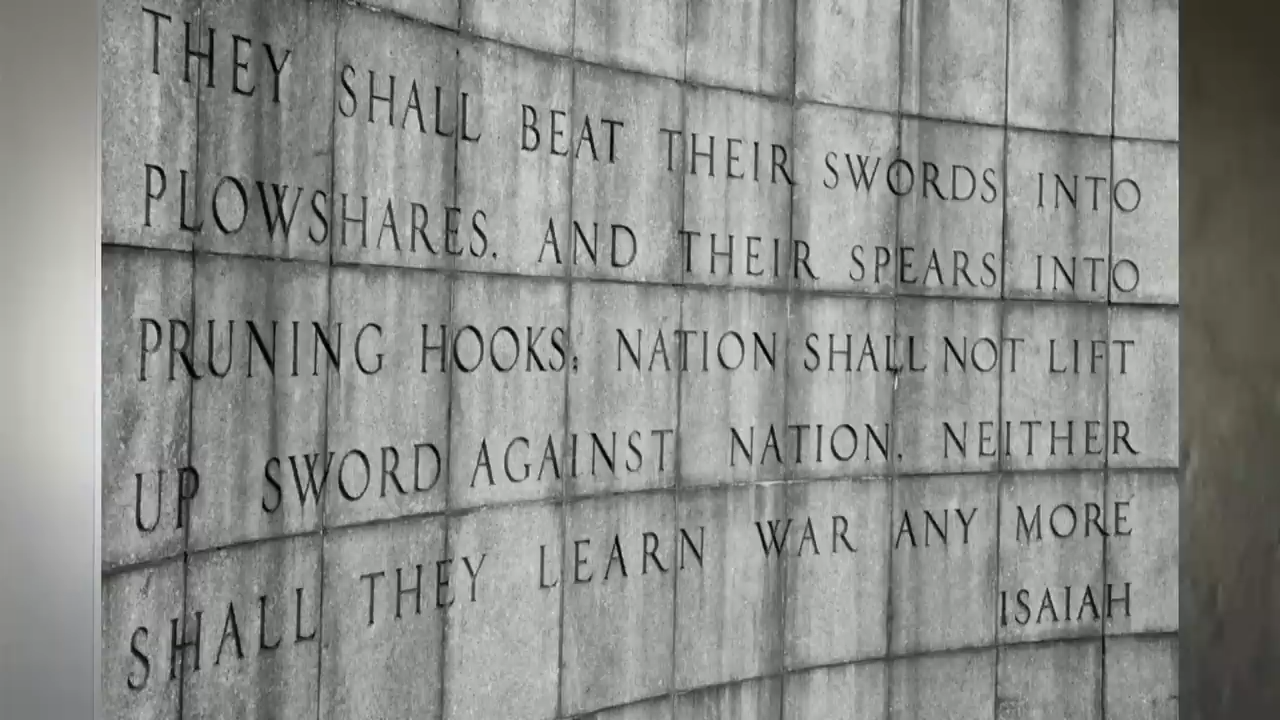 THEY SHALL BEAT THEIR SWORDS INTO
PLOWSHARES. AND THEIR SPEARS INTO
PRUNING HOOKS; NATION SHALL NOT LIFT
UP SWORD AGAINST NATION. NEITHER
SHALL THEY LEARN WAR ANY MORE
ISAIAH